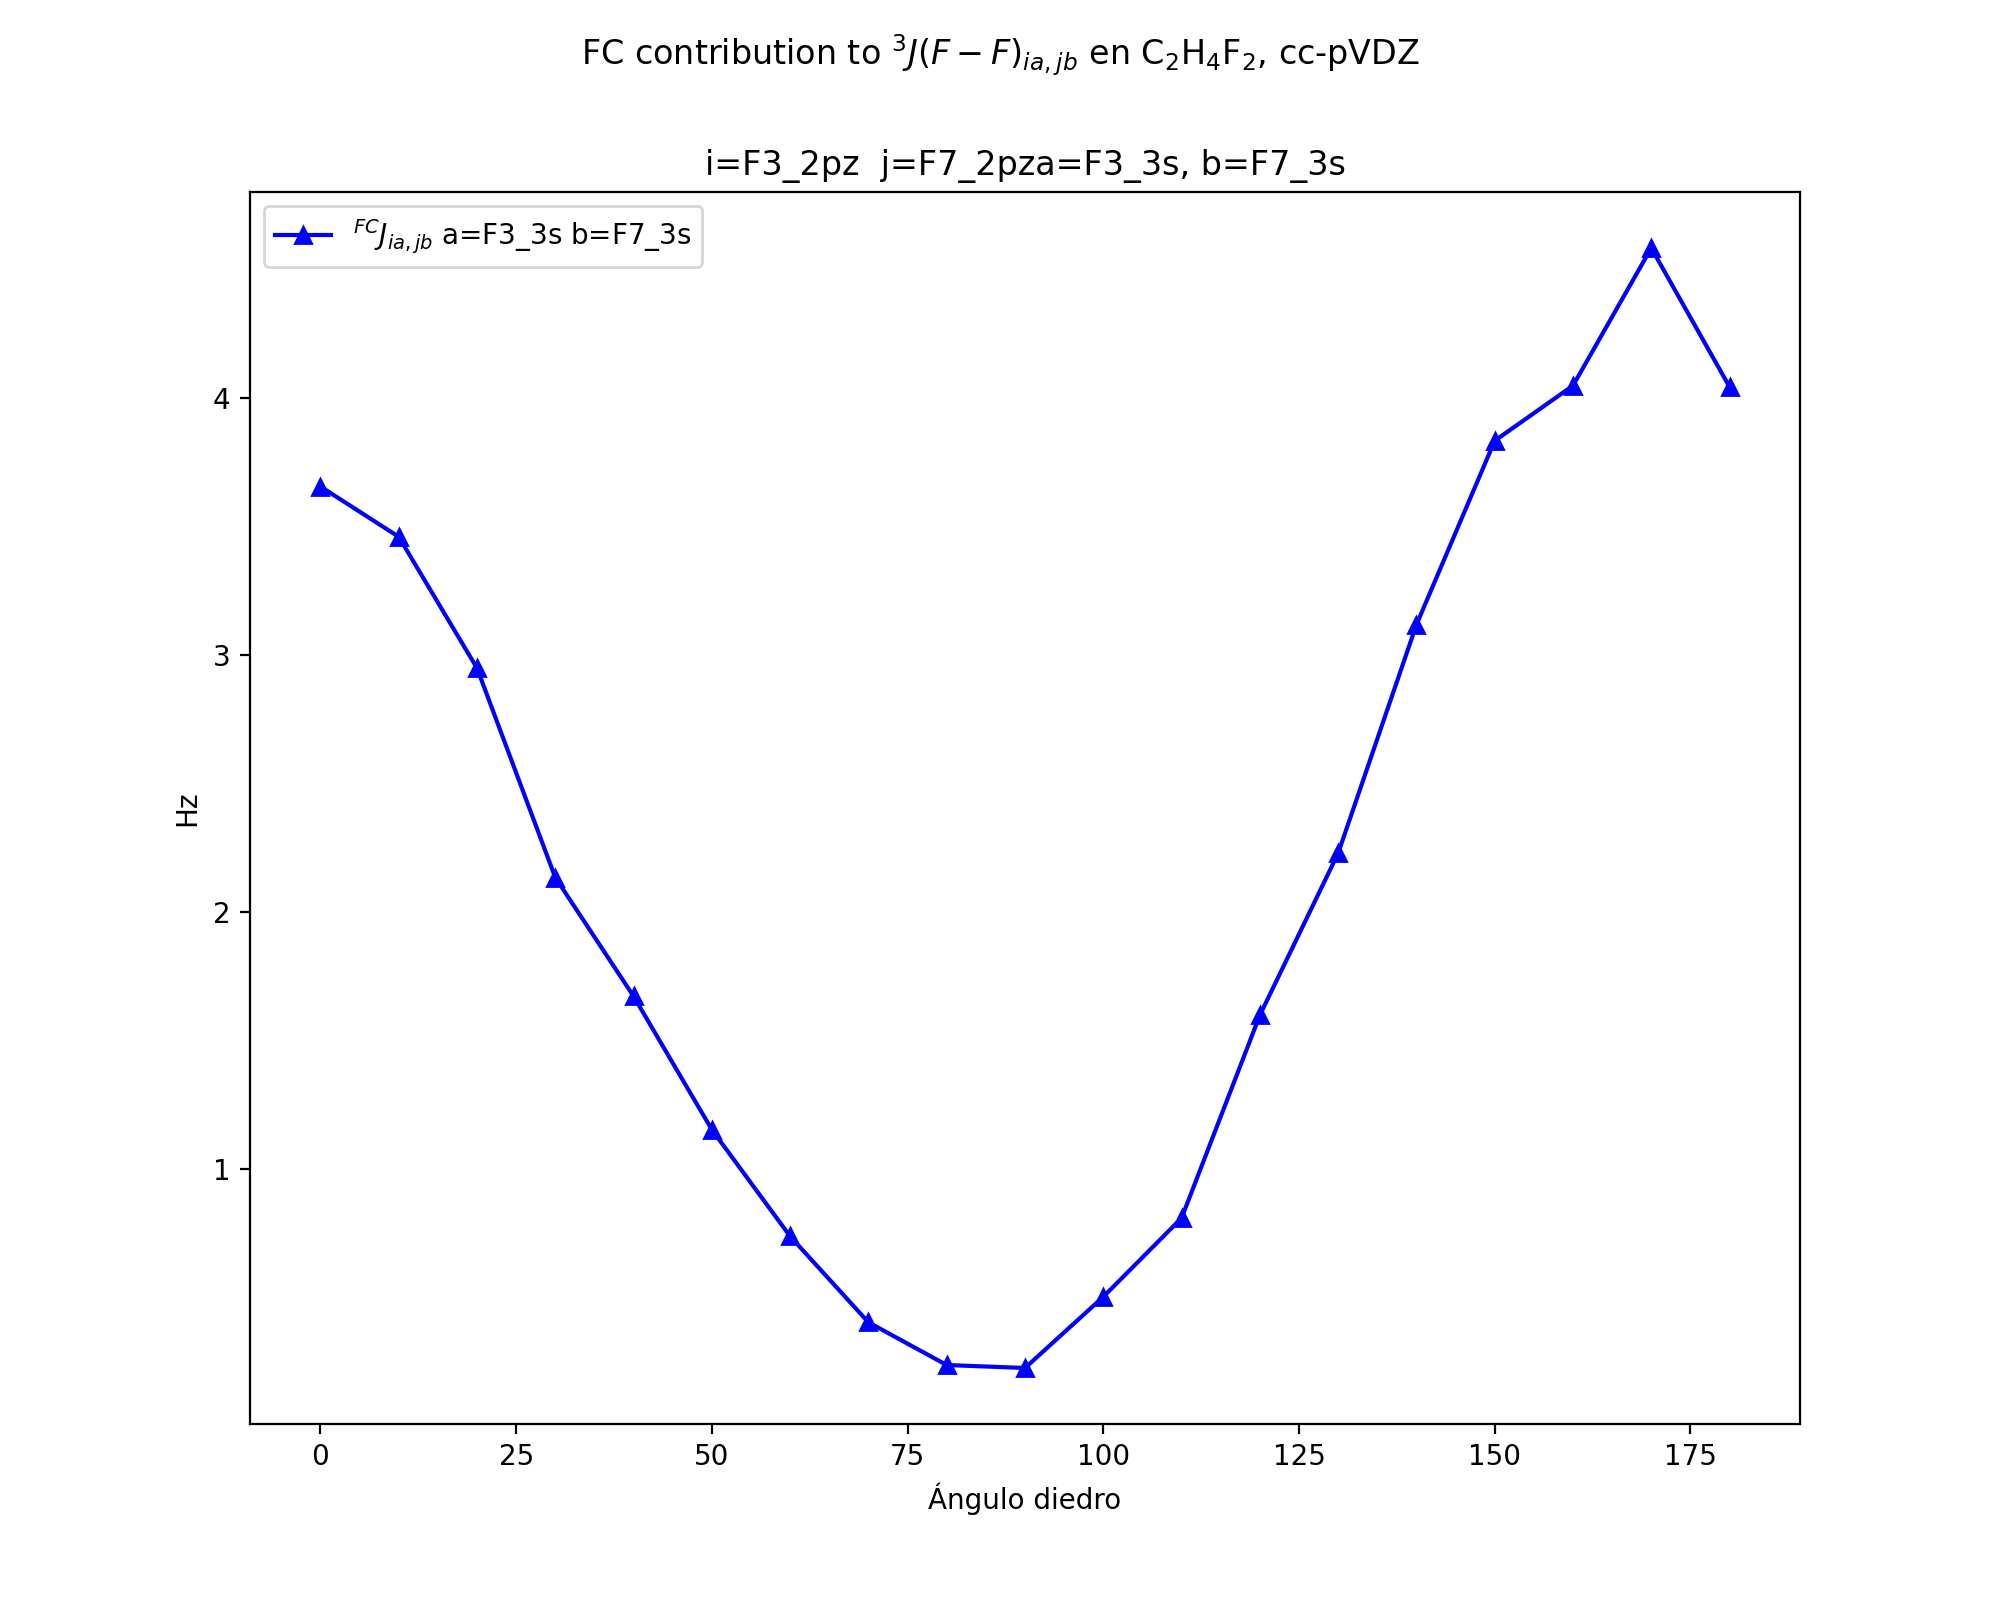 FC contribution to ³J(F − F)ia, jb en C₂H₄F₂, cc-pVDZ
i=F3_2pz  j=F7_2pza=F3_3s, b=F7_3s
FCJia, jb a=F3_3s b=F7_3s
4
3
2
1
Hz
0 25 50 75 100 125 150 175
Ángulo diedro